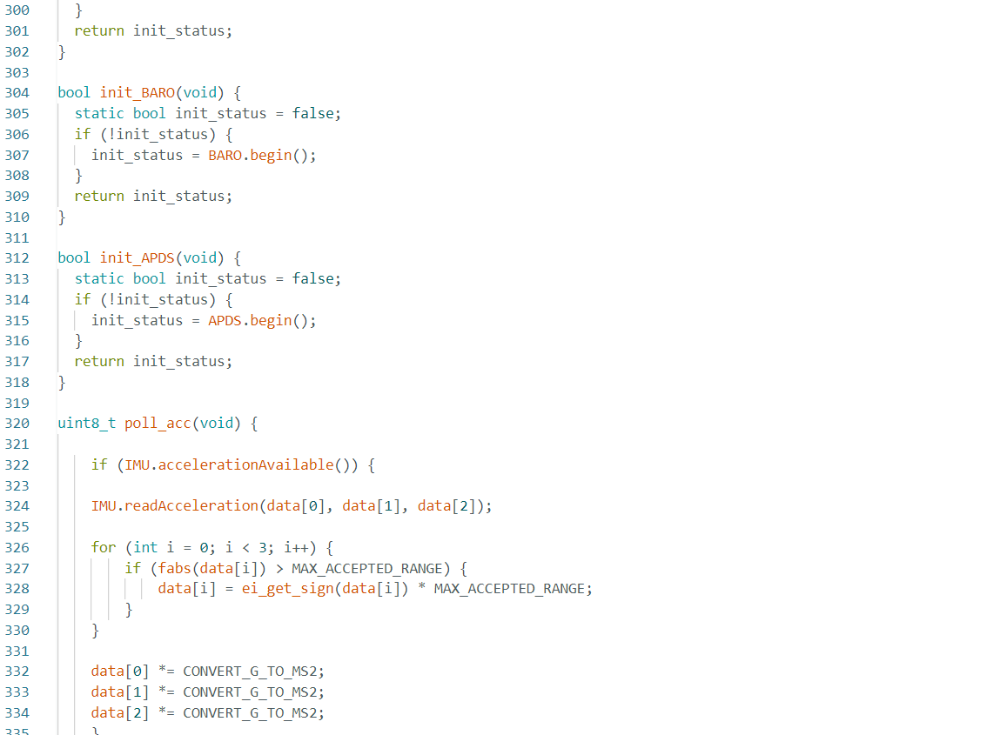 300 }
301 return init_status;
302 }
303
304 bool init_BARO(void) {
305 static bool init_status = false;
306 if (!init_status) {
307 init_status = BARO.begin();
308 }
309 return init_status;
310 }
311
312 bool init_APDS(void) {
313 static bool init_status = false;
314 if (!init_status) {
315 init_status = APDS.begin();
316 }
317 return init_status;
318 }
319
320 uint8_t poll_acc(void) {
321
322 if (IMU.accelerationAvailable()) {
323
324 IMU.readAcceleration(data[0], data[1], data[2]);
325
326 for (int i = 0; i < 3; i++) {
327 if (fabs(data[i]) > MAX_ACCEPTED_RANGE) {
328 data[i] = ei_get_sign(data[i]) * MAX_ACCEPTED_RANGE;
329 }
330 }
331
332 data[0] *= CONVERT_G_TO_MS2;
333 data[1] *= CONVERT_G_TO_MS2;
334 data[2] *= CONVERT_G_TO_MS2;
335 }